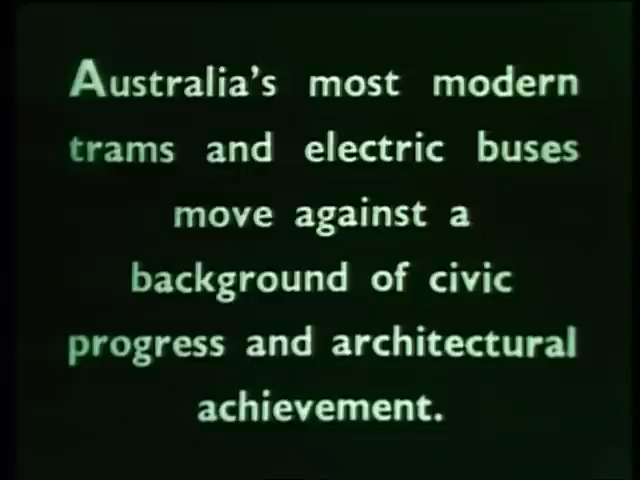 Australia's most modern
trams and electric buses
move against a
background of civic
progress and architectural
achievement.